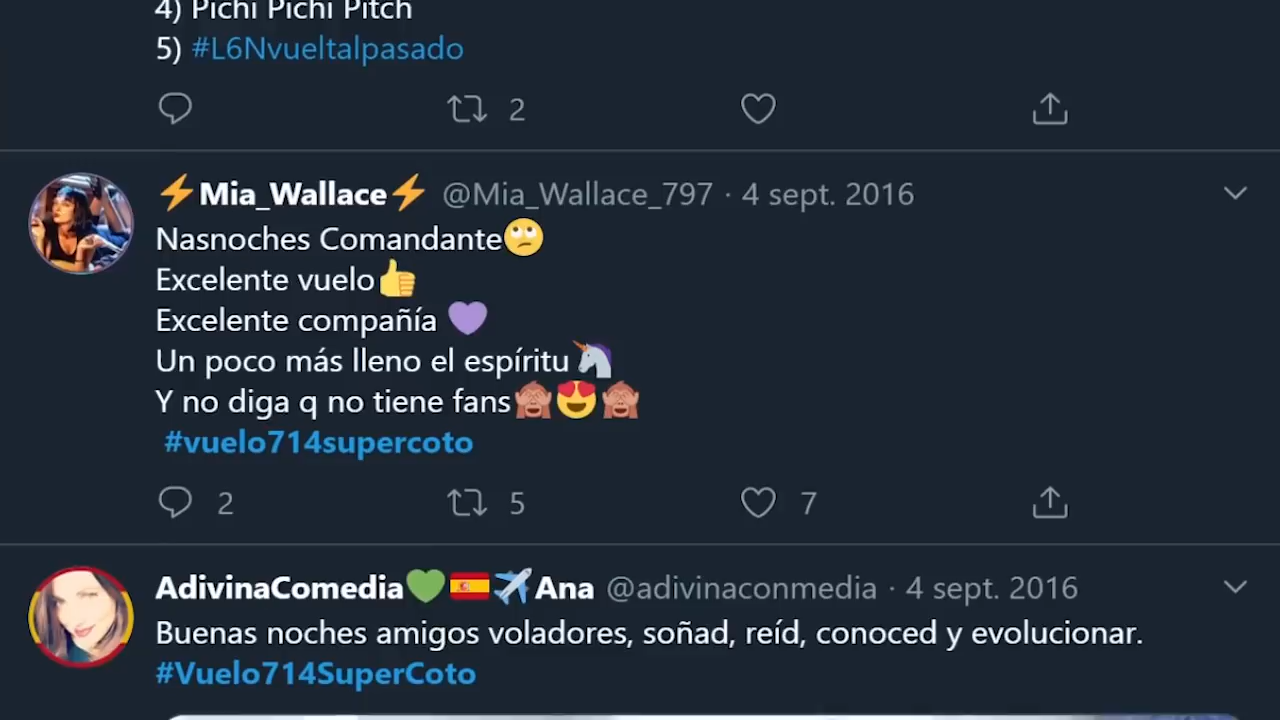 4) Pichi Pichi Pitch
5) #L6Nvueltalpasado
2
⚡Mia_Wallace⚡ @Mia_Wallace_797 · 4 sept. 2016
Nasnoches Comandante🙄
Excelente vuelo👍
Excelente compañía 💜
Un poco más lleno el espíritu🦄
Y no diga q no tiene fans🙈😍🙈
#vuelo714supercoto
2 5 7
AdivinaComedia💚🇪🇸✈️Ana @adivinaconmedia · 4 sept. 2016
Buenas noches amigos voladores, soñad, reíd, conoced y evolucionar.
#Vuelo714SuperCoto